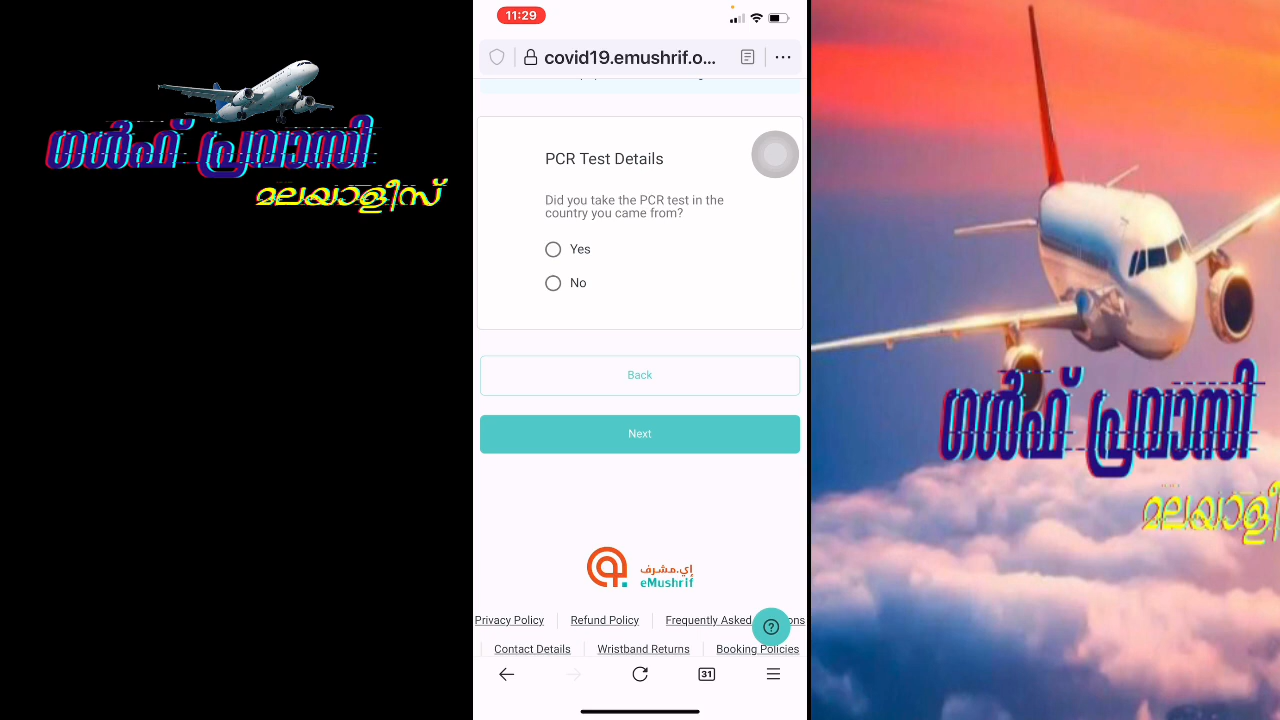 ഗൾഫ് പ്രവാസി
മലയാളീസ്
11:29
covid19.emushrif.o...
PCR Test Details
Did you take the PCR test in the
country you came from?
Yes
No
Back
Next
إي.مشرف
eMushrif
Privacy Policy
Refund Policy
Frequently Asked
Contact Details
Wristband Returns
Booking Policies
31
ഗൾഫ് പ്രവാസി